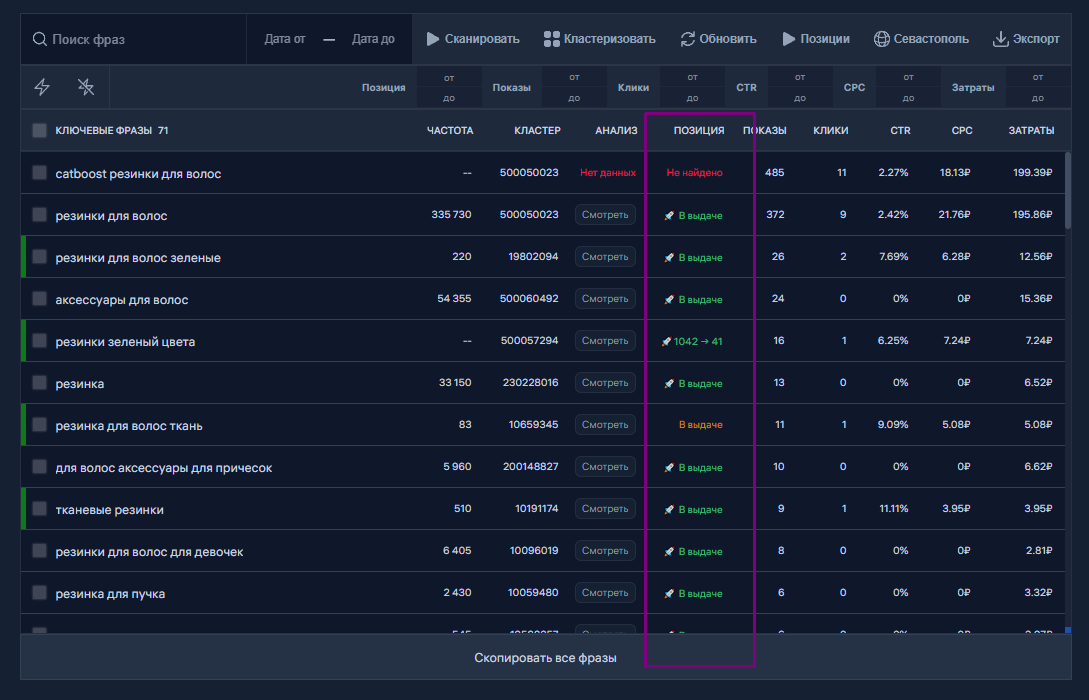 Поиск фраз Дата от — Дата до Сканировать Кластеризовать Обновить Позиции Севастополь Экспорт
Позиция от до Показы от до Клики от до CTR от до CPC от до Затраты от до
КЛЮЧЕВЫЕ ФРАЗЫ 71 ЧАСТОТА КЛАСТЕР АНАЛИЗ ПОЗИЦИЯ ПОКАЗЫ КЛИКИ CTR CPC ЗАТРАТЫ
catboost резинки для волос -- 500050023 Нет данных Не найдено 485 11 2.27% 18.13₽ 199.39₽
резинки для волос 335 730 500050023 Смотреть В выдаче 372 9 2.42% 21.76₽ 195.86₽
резинки для волос зеленые 220 19802094 Смотреть В выдаче 26 2 7.69% 6.28₽ 12.56₽
аксессуары для волос 54 355 500060492 Смотреть В выдаче 24 0 0% 0₽ 15.36₽
резинки зеленый цвета -- 500057294 Смотреть 1042 → 41 16 1 6.25% 7.24₽ 7.24₽
резинка 33 150 230228016 Смотреть В выдаче 13 0 0% 0₽ 6.52₽
резинка для волос ткань 83 10659345 Смотреть В выдаче 11 1 9.09% 5.08₽ 5.08₽
для волос аксессуары для причесок 5 960 200148827 Смотреть В выдаче 10 0 0% 0₽ 6.62₽
тканевые резинки 510 10191174 Смотреть В выдаче 9 1 11.11% 3.95₽ 3.95₽
резинки для волос для девочек 6 405 10096019 Смотреть В выдаче 8 0 0% 0₽ 2.81₽
резинка для пучка 2 430 10059480 Смотреть В выдаче 6 0 0% 0₽ 3.32₽
Скопировать все фразы